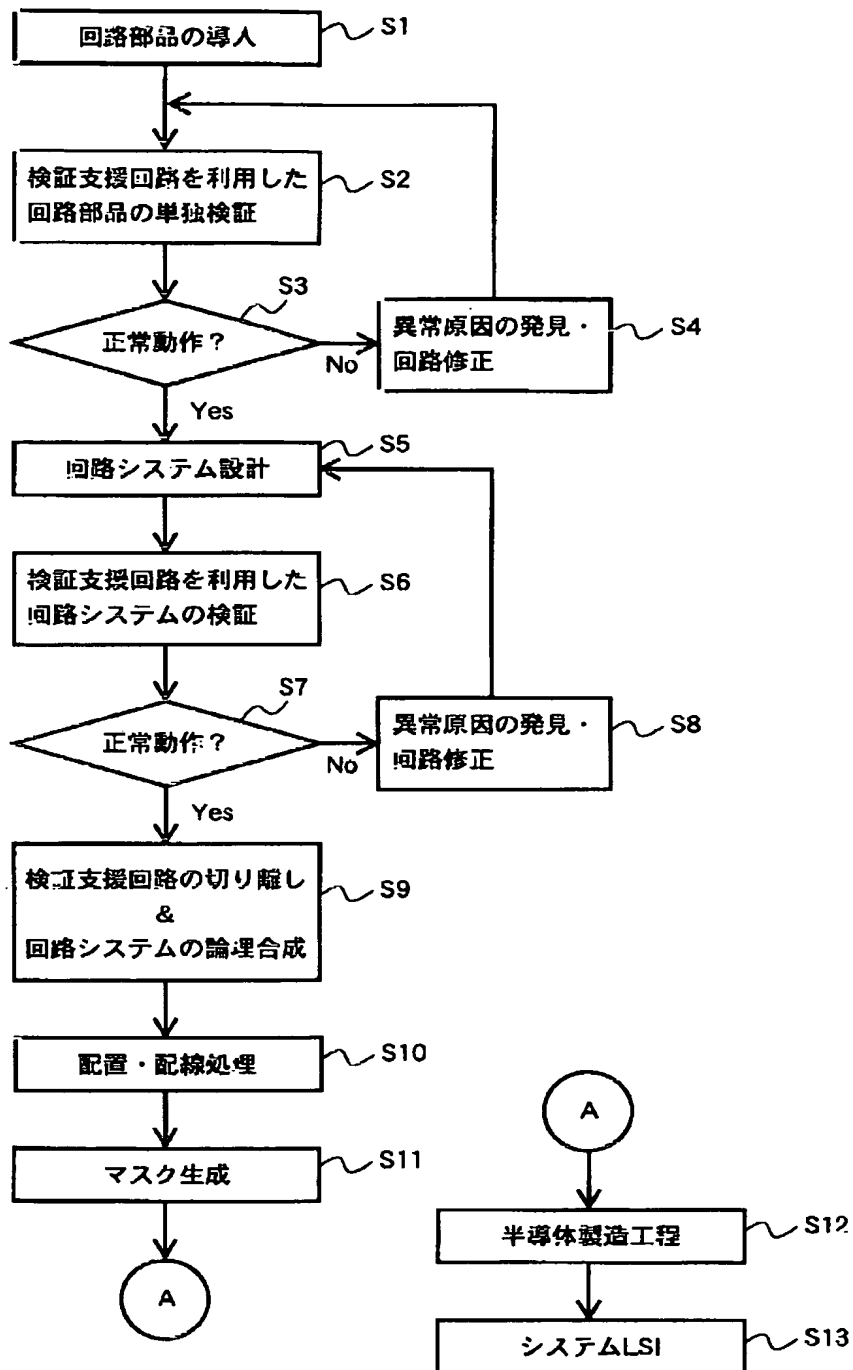 回路部品の導入
S1
検証支援回路を利用した
回路部品の単独検証
S2
正常動作？
S3
No
異常原因の発見・
回路修正
S4
Yes
回路システム設計
S5
検証支援回路を利用した
回路システムの検証
S6
正常動作？
S7
No
異常原因の発見・
回路修正
S8
Yes
検証支援回路の切り離し
&
回路システムの論理合成
S9
配置・配線処理
S10
マスク生成
S11
A
A
半導体製造工程
S12
システムLSI
S13